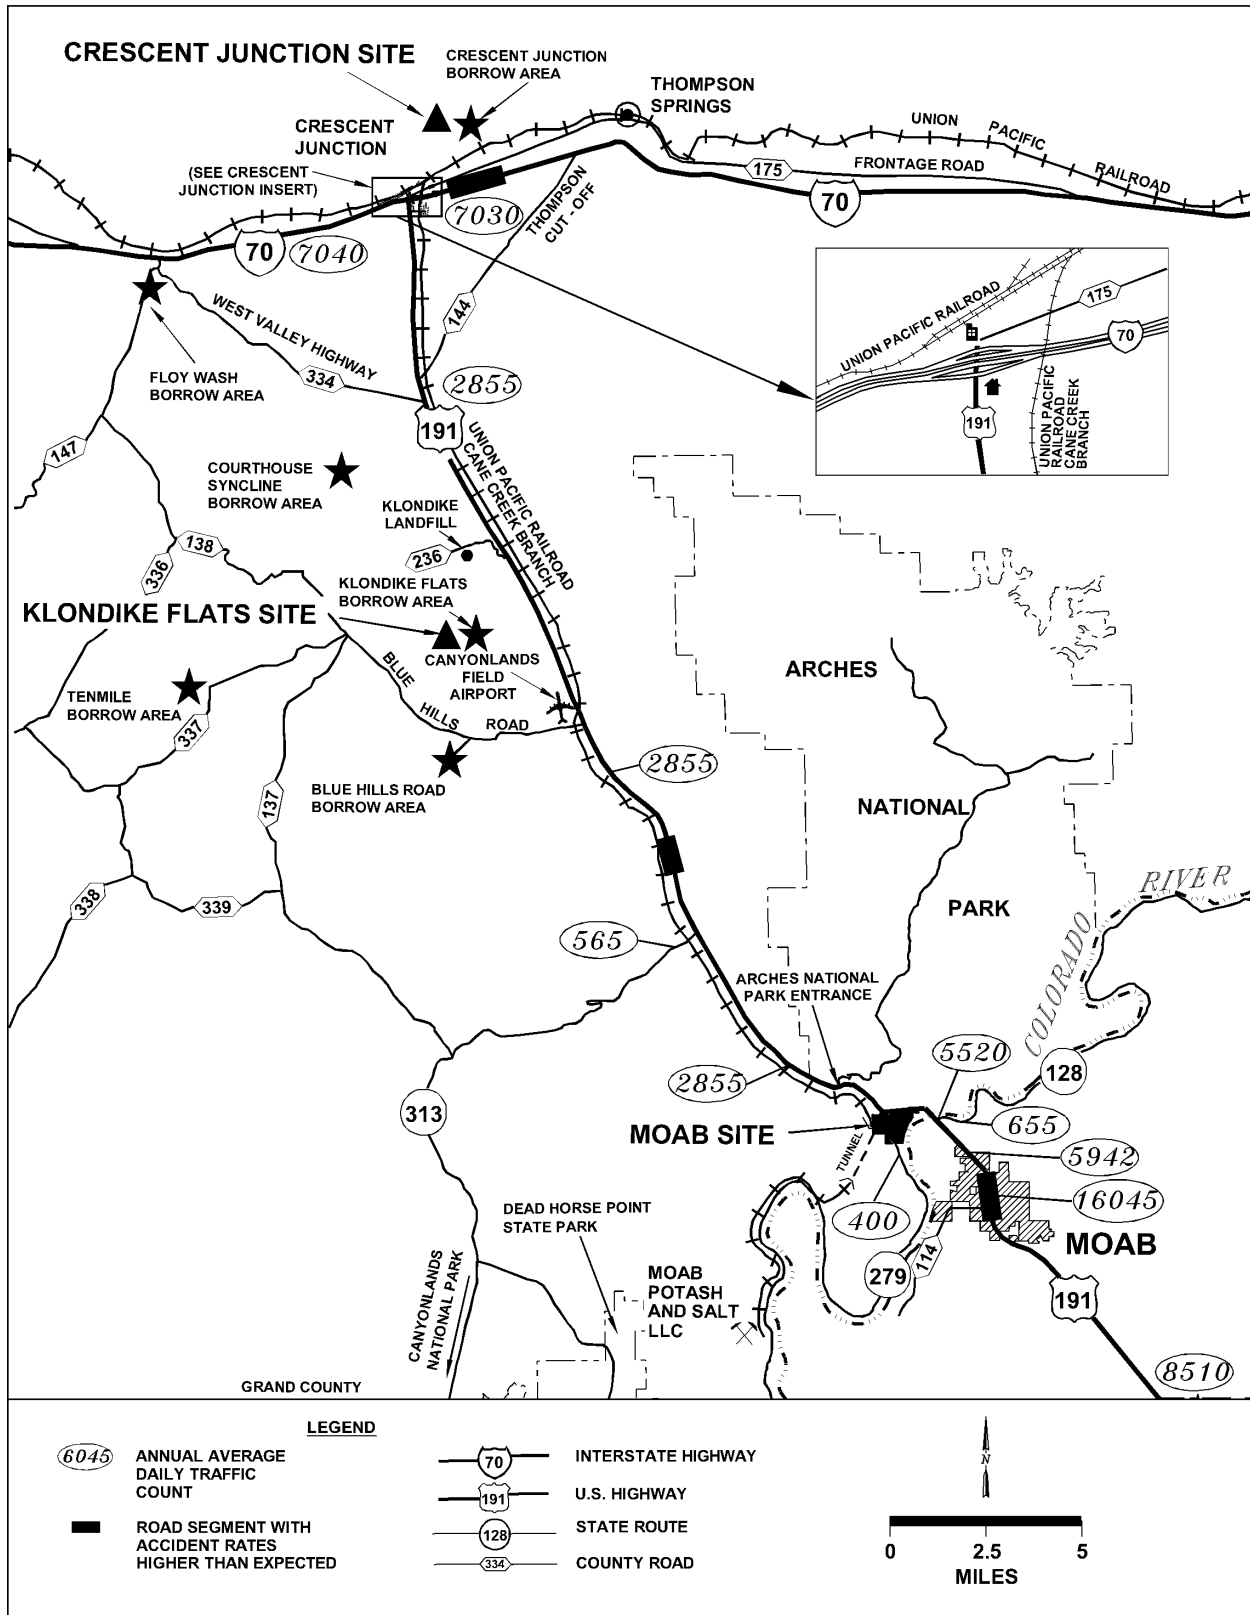 CRESCENT JUNCTION SITE
CRESCENT JUNCTION
BORROW AREA
THOMPSON
SPRINGS
CRESCENT
JUNCTION
(SEE CRESCENT
JUNCTION INSERT)
UNION
PACIFIC
RAILROAD
175
FRONTAGE ROAD
70
7030
THOMPSON
CUT - OFF
70
7040
144
WEST VALLEY HIGHWAY
334
FLOY WASH
BORROW AREA
2855
191
UNION PACIFIC RAILROAD
175
70
191
UNION PACIFIC
RAILROAD
CANE CREEK
BRANCH
147
COURTHOUSE
SYNCLINE
BORROW AREA
UNION PACIFIC RAILROAD
CANE CREEK BRANCH
KLONDIKE
LANDFILL
236
138
336
KLONDIKE FLATS
BORROW AREA
KLONDIKE FLATS SITE
CANYONLANDS
FIELD
AIRPORT
BLUE
HILLS
ROAD
TENMILE
BORROW AREA
337
BLUE HILLS ROAD
BORROW AREA
137
2855
ARCHES
NATIONAL
PARK
338
339
565
RIVER
COLORADO
ARCHES NATIONAL
PARK ENTRANCE
5520
128
2855
313
MOAB SITE
655
TUNNEL
5942
16045
400
MOAB
114
279
191
DEAD HORSE POINT
STATE PARK
MOAB
POTASH
AND SALT
LLC
CANYONLANDS
NATIONAL PARK
8510
GRAND COUNTY
LEGEND
6045
ANNUAL AVERAGE
DAILY TRAFFIC
COUNT
ROAD SEGMENT WITH
ACCIDENT RATES
HIGHER THAN EXPECTED
70
INTERSTATE HIGHWAY
191
U.S. HIGHWAY
128
STATE ROUTE
334
COUNTY ROAD
N
0 2.5 5
MILES